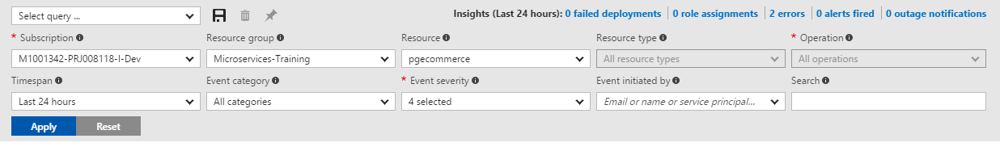 Select query ... Insights (Last 24 hours): 0 failed deployments 0 role assignments 2 errors 0 alerts fired 0 outage notifications
* Subscription Resource group Resource Resource type * Operation
M1001342-PRJ008118-I-Dev Microservices-Training pgecommerce All resource types All operations
Timespan Event category * Event severity Event initiated by Search
Last 24 hours All categories 4 selected Email or name or service principal...
Apply Reset